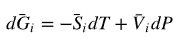 dḠᵢ = −S̄ᵢdT + V̄ᵢdP